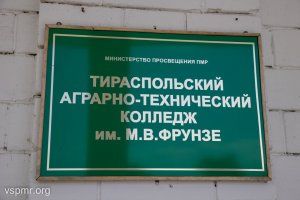 МИНИСТЕРСТВО ПРОСВЕЩЕНИЯ ПМР
ТИРАСПОЛЬСКИЙ
АГРАРНО-ТЕХНИЧЕСКИЙ
КОЛЛЕДЖ
им. М.В.ФРУНЗЕ
vspmr.org